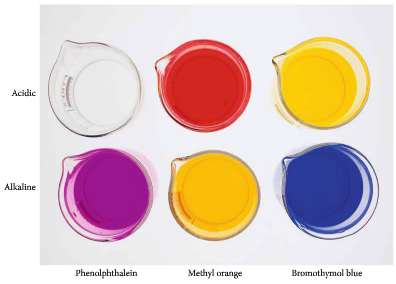 Acidic
Alkaline
Phenolphthalein
Methyl orange
Bromothymol blue